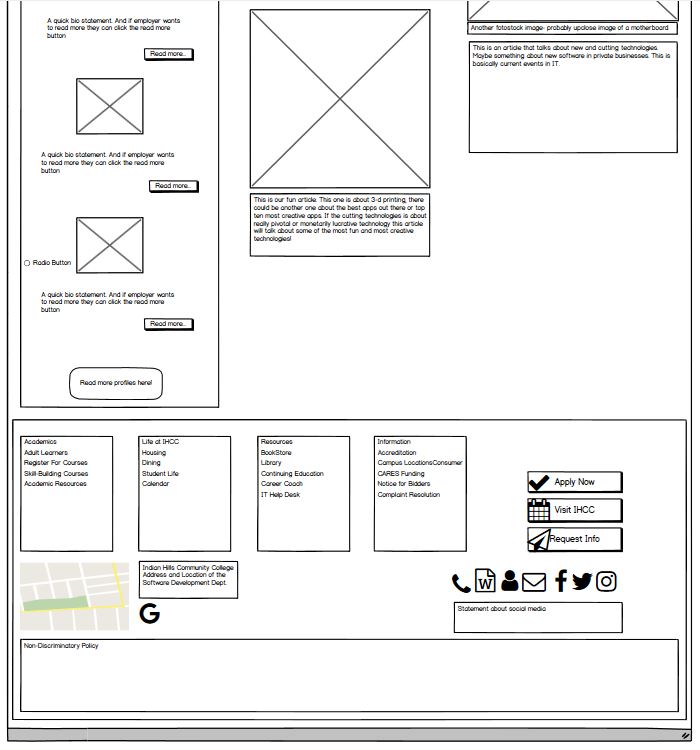 A quick bio statement. And if employer wants
to read more they can click the read more
button
Read more..
A quick bio statement. And if employer wants
to read more they can click the read more
button
Read more..
Radio Button
A quick bio statement. And if employer wants
to read more they can click the read more
button
Read more..
Read more profiles here!
This is our fun article. This one is about 3-d printing, there
could be another one about the best apps out there or top
ten most creative apps. If the cutting technologies is about
really pivotal or monetarily lucrative technology this article
will talk about some of the most fun and most creative
technologies!
Another fotostock image- probably upclose image of a motherboard
This is an article that talks about new and cutting technologies.
Maybe something about new software in private businesses. This is
basically current events in IT.
Academics
Adult Learners
Register For Courses
Skill-Building Courses
Academic Resources
Life at IHCC
Housing
Dining
Student Life
Calendar
Resources
BookStore
Library
Continuing Education
Career Coach
IT Help Desk
Information
Accreditation
Campus LocationsConsumer
CARES Funding
Notice for Bidders
Complaint Resolution
Apply Now
Visit IHCC
Request Info
Indian Hills Community College
Address and Location of the
Software Development Dept.
G
W
Statement about social media
Non-Discriminatory Policy